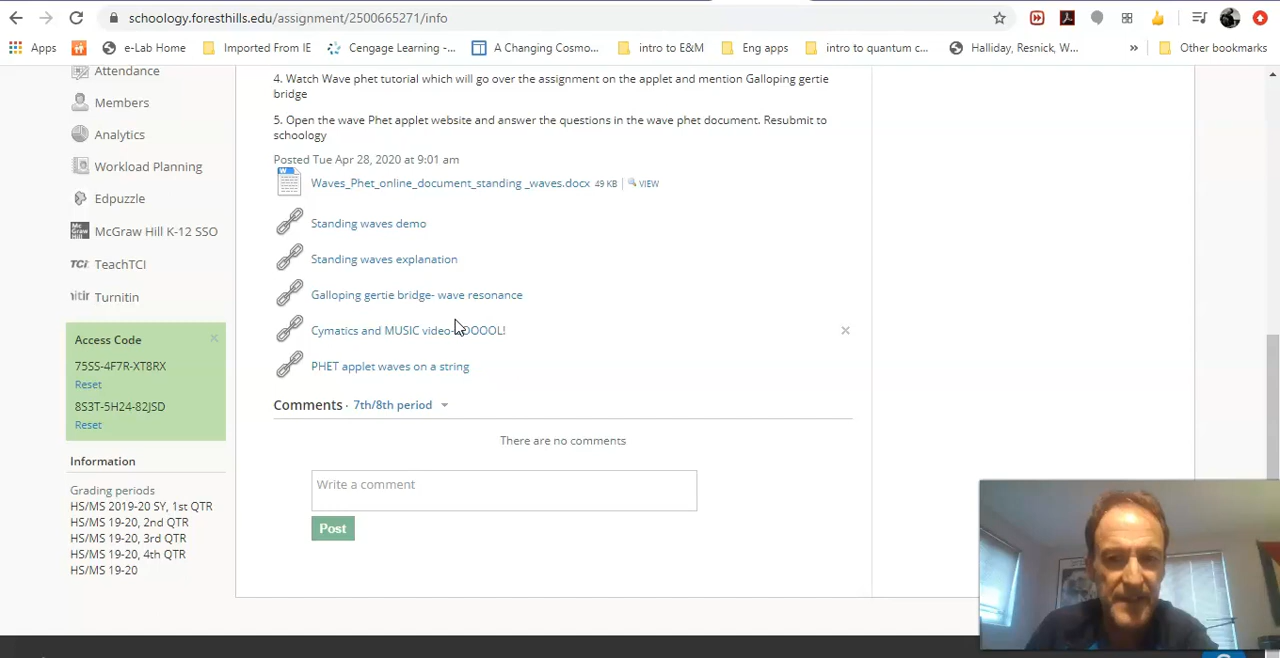 schoology.foresthills.edu/assignment/2500665271/info
Apps
e-Lab Home
Imported From IE
Cengage Learning -...
A Changing Cosmo...
intro to E&M
Eng apps
intro to quantum c...
Halliday, Resnick, W...
»
Other bookmarks
Attendance
Members
Analytics
Workload Planning
Edpuzzle
McGraw Hill K-12 SSO
TCi TeachTCI
Turnitin
Access Code
75SS-4F7R-XT8RX
Reset
8S3T-5H24-82JSD
Reset
Information
Grading periods
HS/MS 2019-20 SY, 1st QTR
HS/MS 19-20, 2nd QTR
HS/MS 19-20, 3rd QTR
HS/MS 19-20, 4th QTR
HS/MS 19-20
4. Watch Wave phet tutorial which will go over the assignment on the applet and mention Galloping gertie
bridge
5. Open the wave Phet applet website and answer the questions in the wave phet document. Resubmit to
schoology
Posted Tue Apr 28, 2020 at 9:01 am
Waves_Phet_online_document_standing _waves.docx 49 KB | VIEW
Standing waves demo
Standing waves explanation
Galloping gertie bridge- wave resonance
Cymatics and MUSIC video- OOOL!
PHET applet waves on a string
Comments · 7th/8th period
There are no comments
Write a comment
Post